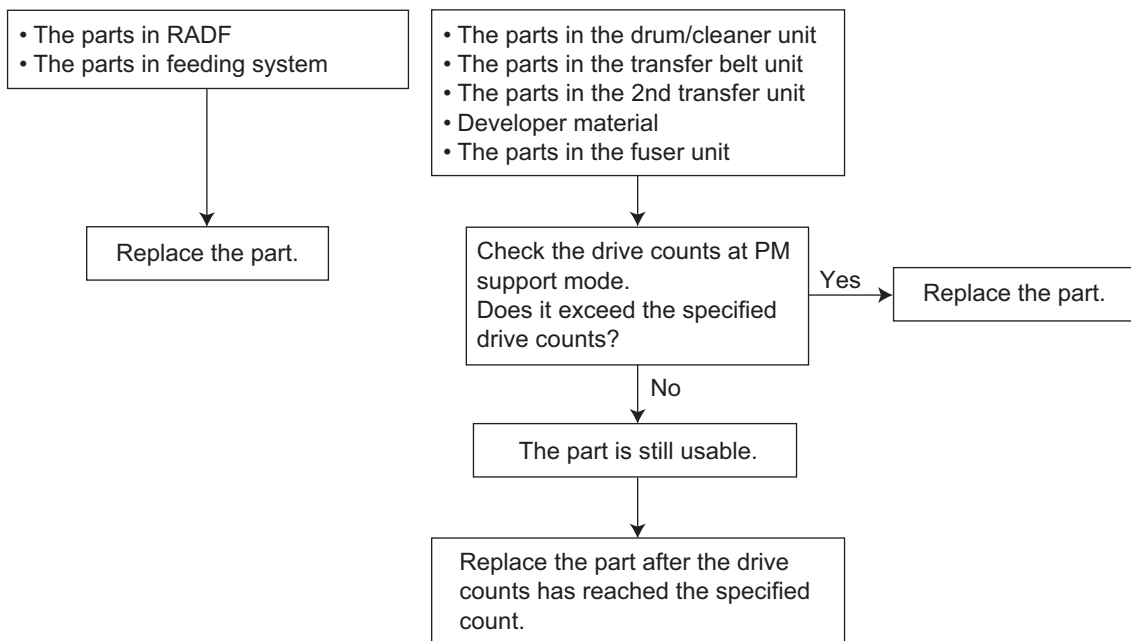 • The parts in RADF
• The parts in feeding system
• The parts in the drum/cleaner unit
• The parts in the transfer belt unit
• The parts in the 2nd transfer unit
• Developer material
• The parts in the fuser unit
Replace the part.
Check the drive counts at PM
support mode.
Does it exceed the specified
drive counts?
Yes
Replace the part.
No
The part is still usable.
Replace the part after the drive
counts has reached the specified
count.